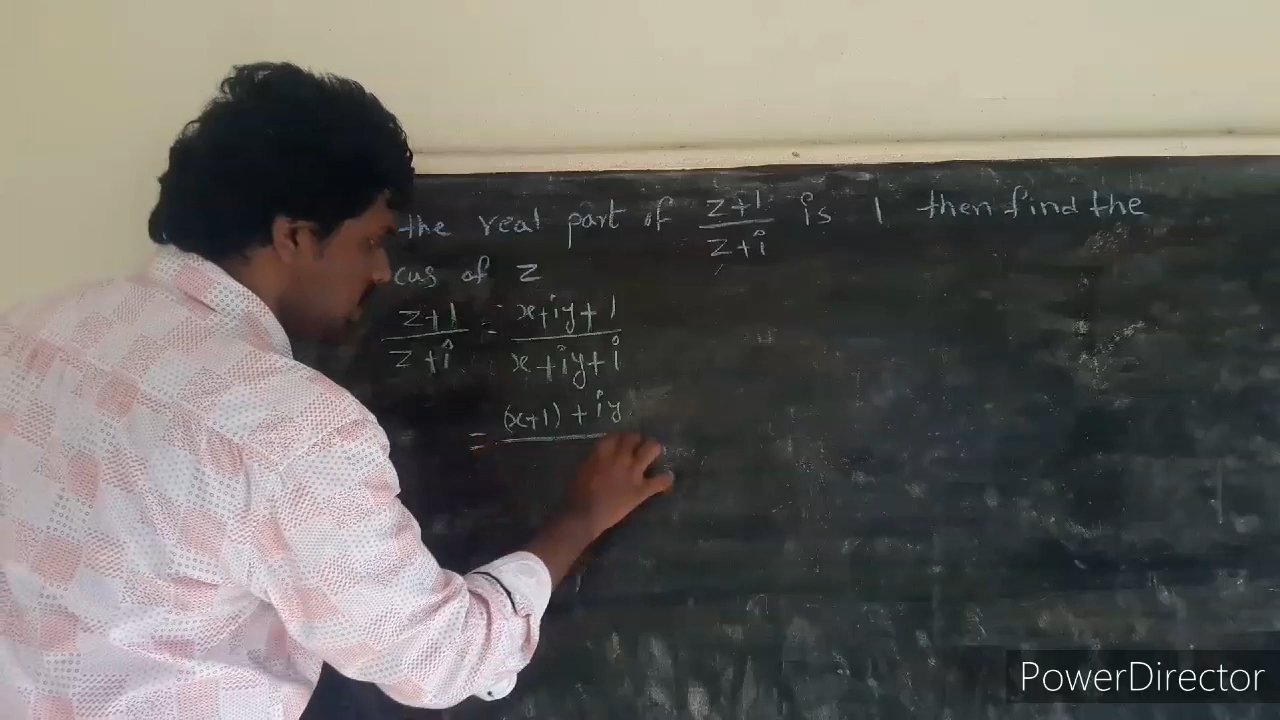 the real part of z+1/z+i is 1 then find the
cus of z
z+1/z+i = x+iy+1/x+iy+i
= (x+1)+iy
PowerDirector